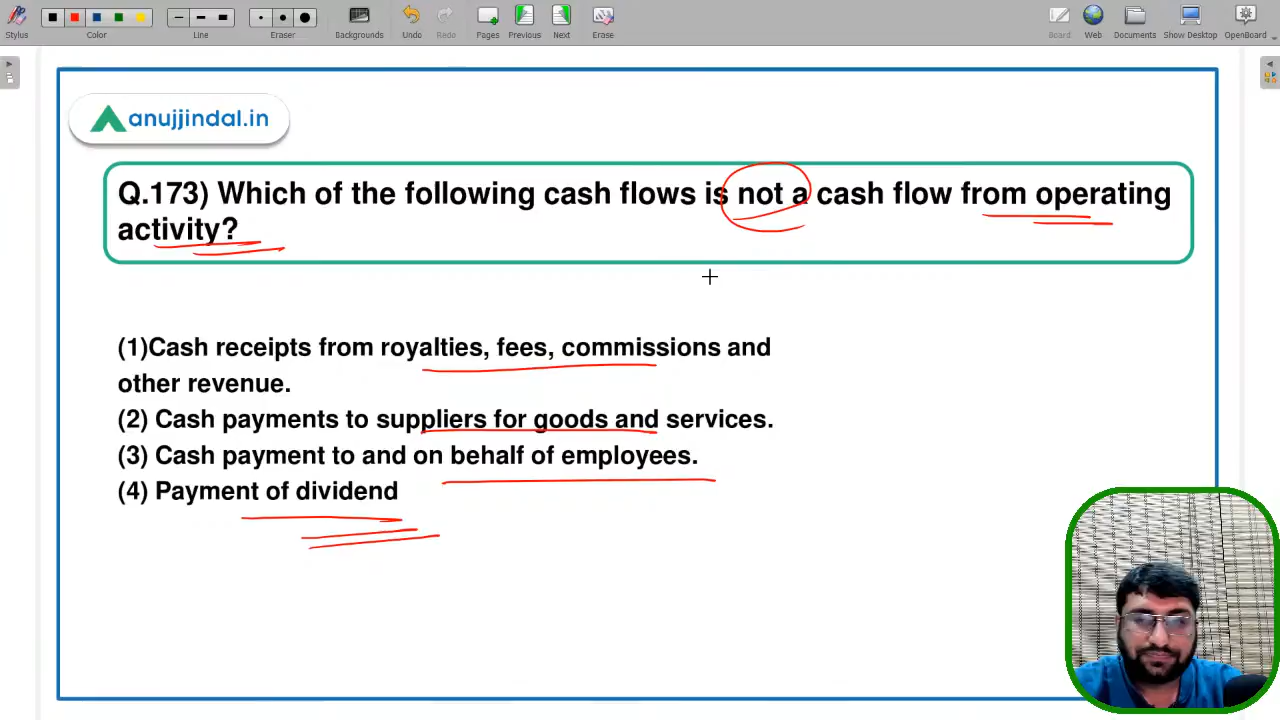 Stylus
Color
Line
Eraser
Backgrounds
Undo
Redo
Pages
Previous
Next
Erase
Board
Web
Documents
Show Desktop
OpenBoard
anujjindal.in
Q.173) Which of the following cash flows is not a cash flow from operating
activity?
(1)Cash receipts from royalties, fees, commissions and
other revenue.
(2) Cash payments to suppliers for goods and services.
(3) Cash payment to and on behalf of employees.
(4) Payment of dividend